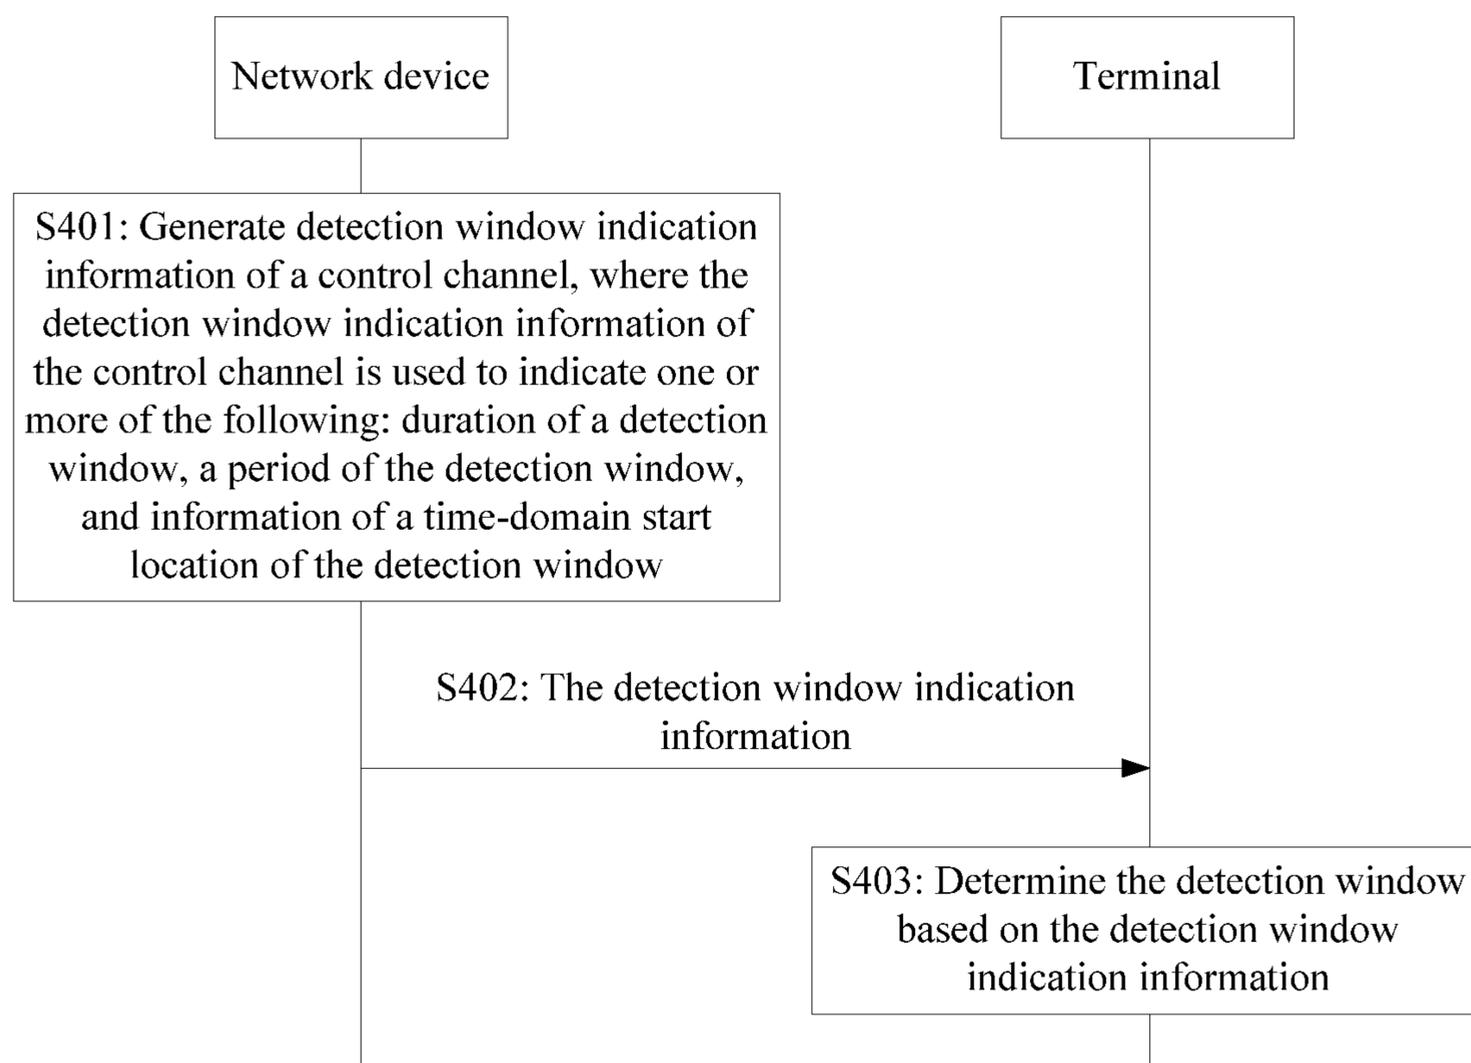 Network device
Terminal
S401: Generate detection window indication
information of a control channel, where the
detection window indication information of
the control channel is used to indicate one or
more of the following: duration of a detection
window, a period of the detection window,
and information of a time-domain start
location of the detection window
S402: The detection window indication
information
S403: Determine the detection window
based on the detection window
indication information